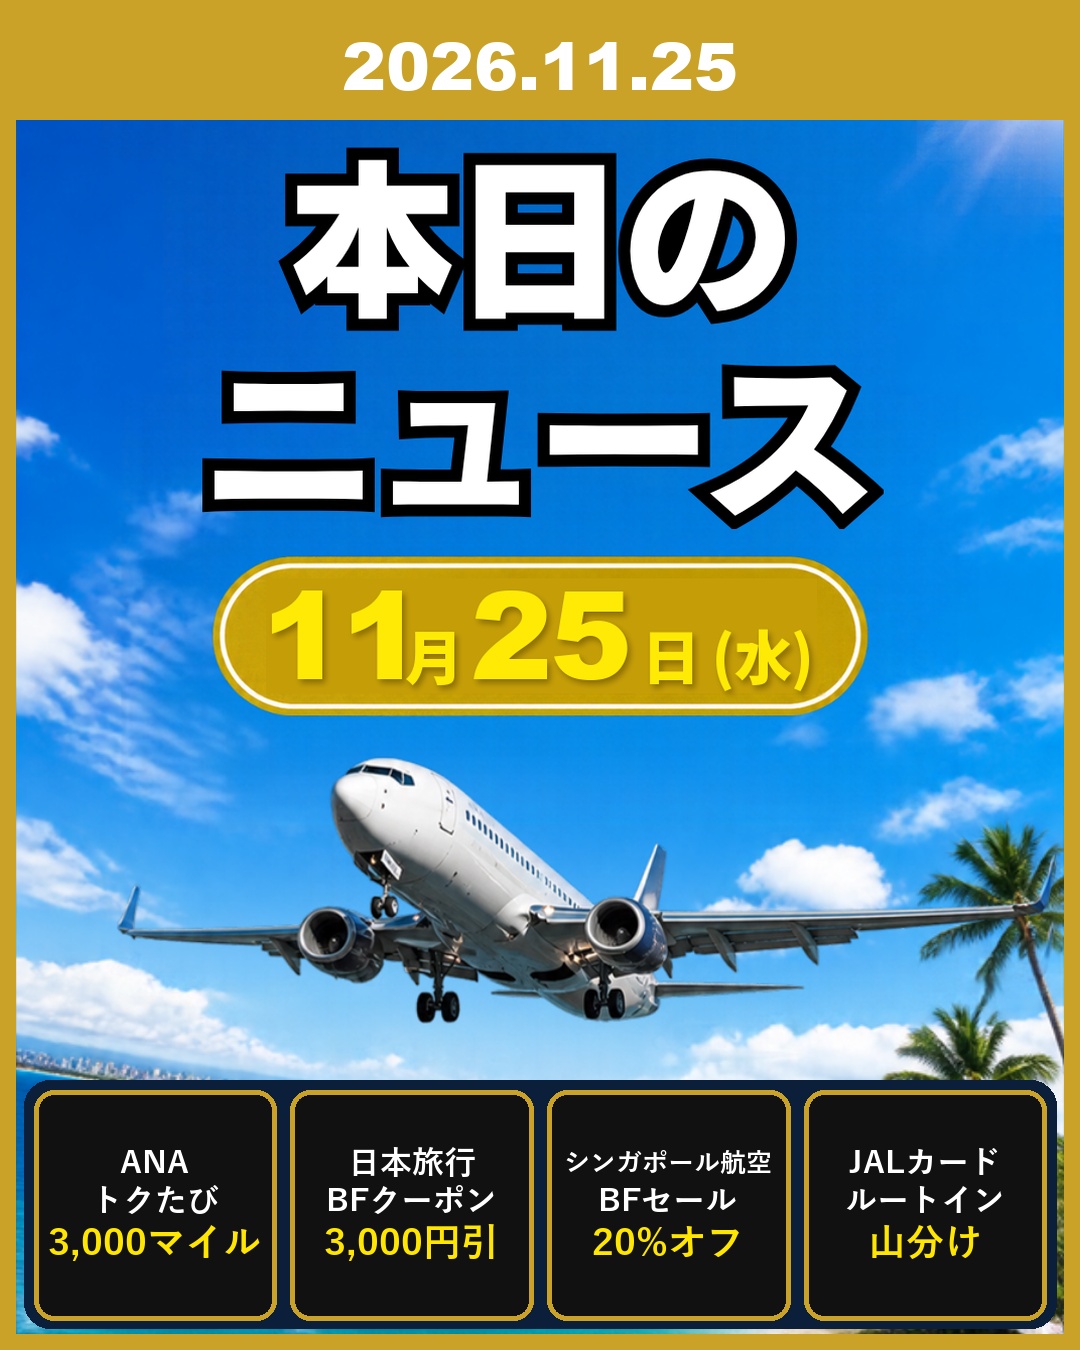 2026.11.25
本日の
ニュース
11月25日(水)
ANA
トクたび
3,000マイル
日本旅行
BFクーポン
3,000円引
シンガポール航空
BFセール
20%オフ
JALカード
ルートイン
山分け